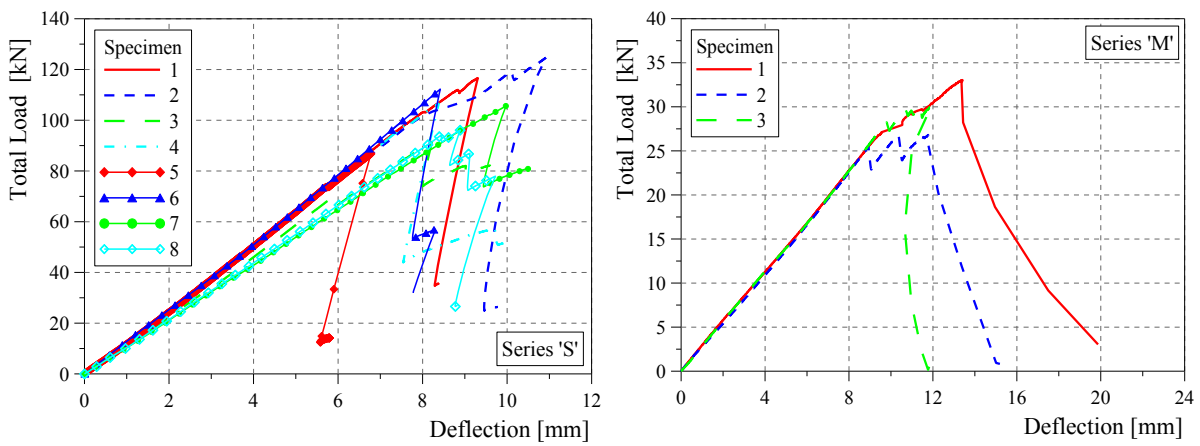 Total Load [kN]
140
120
100
80
60
40
20
0
Specimen
1
2
3
4
5
6
7
8
Series 'S'
0 2 4 6 8 10 12
Deflection [mm]
Total Load [kN]
40
35
30
25
20
15
10
5
0
Specimen
1
2
3
Series 'M'
0 4 8 12 16 20 24
Deflection [mm]